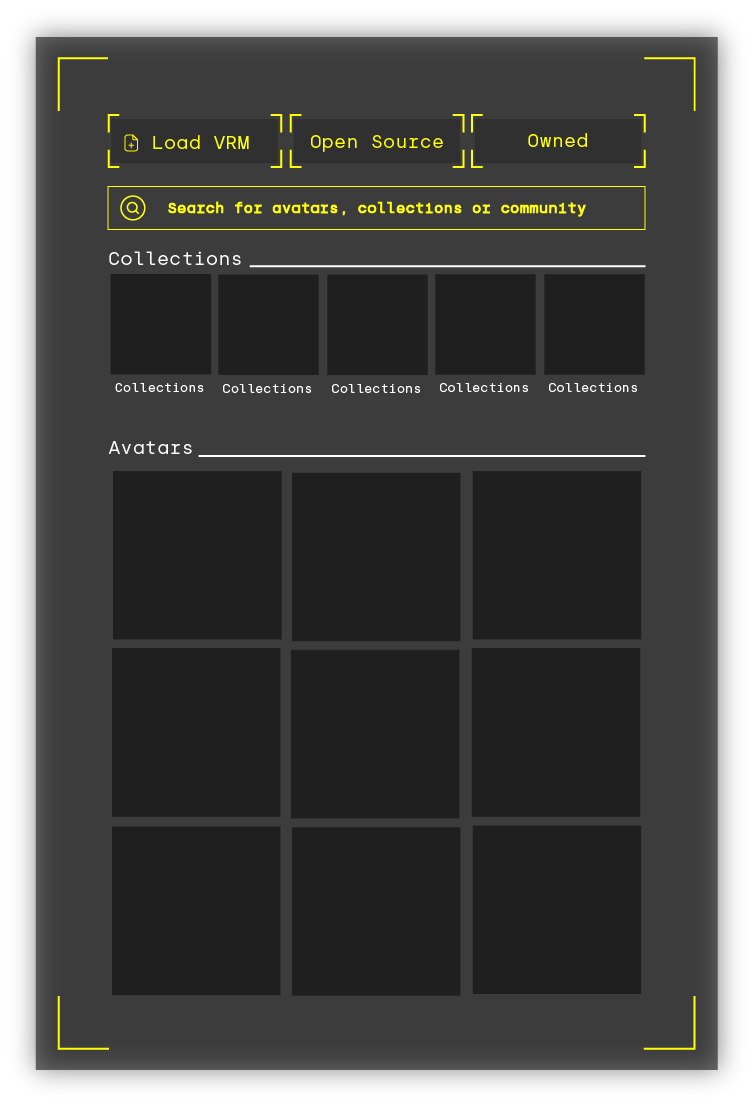 Load VRM
Open Source
Owned
Search for avatars, collections or community
Collections
Collections
Collections
Collections
Collections
Collections
Avatars